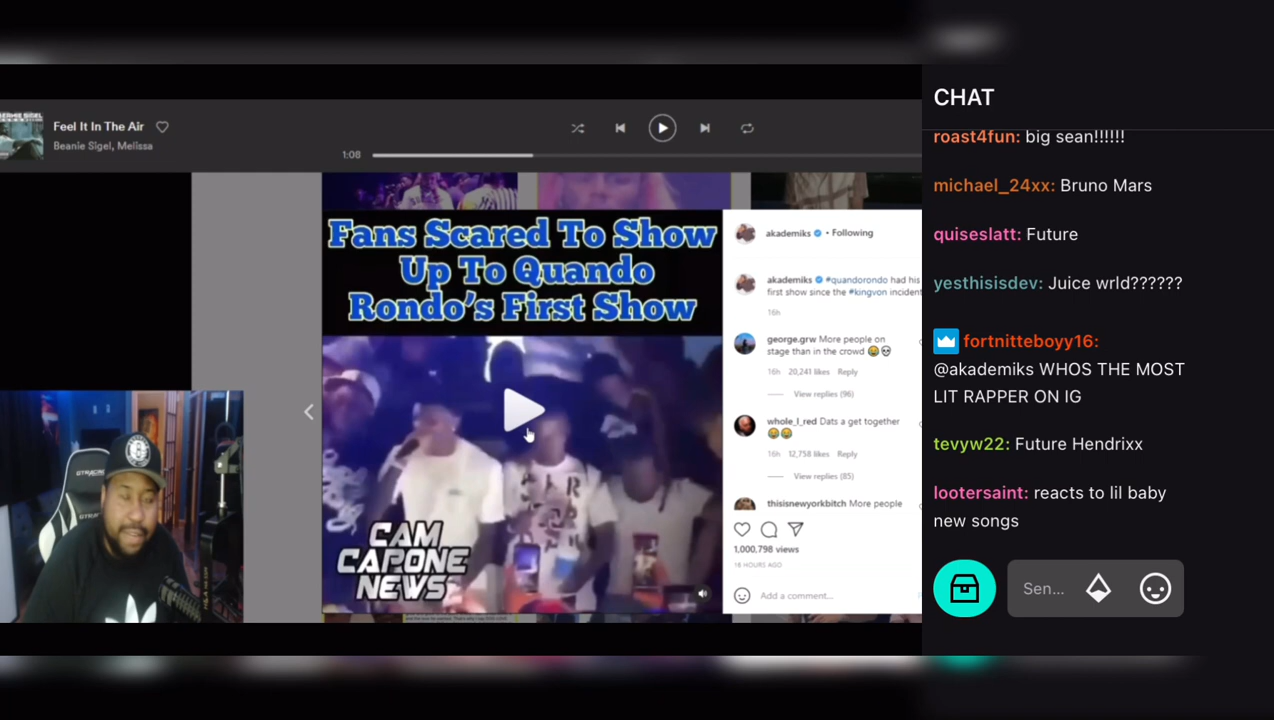 Feel It In The Air
Beanie Sigel, Melissa
1:08
Fans Scared To Show
Up To Quando
Rondo's First Show
CAM
CAPONE
NEWS
akademiks • Following
akademiks #quandorondo had his
first show since the #kingvon incident
16h
george.grw More people on
stage than in the crowd
16h 20,241 likes Reply
View replies (96)
whole_l_red Dats a get together
16h 12,758 likes Reply
View replies (85)
thisisnewyorkbitch More people
1,000,798 views
16 HOURS AGO
Add a comment...
CHAT
roast4fun: big sean!!!!!!
michael_24xx: Bruno Mars
quiseslatt: Future
yesthisisdev: Juice wrld??????
fortnitteboyy16:
@akademiks WHOS THE MOST
LIT RAPPER ON IG
tevyw22: Future Hendrixx
lootersaint: reacts to lil baby
new songs
Sen...